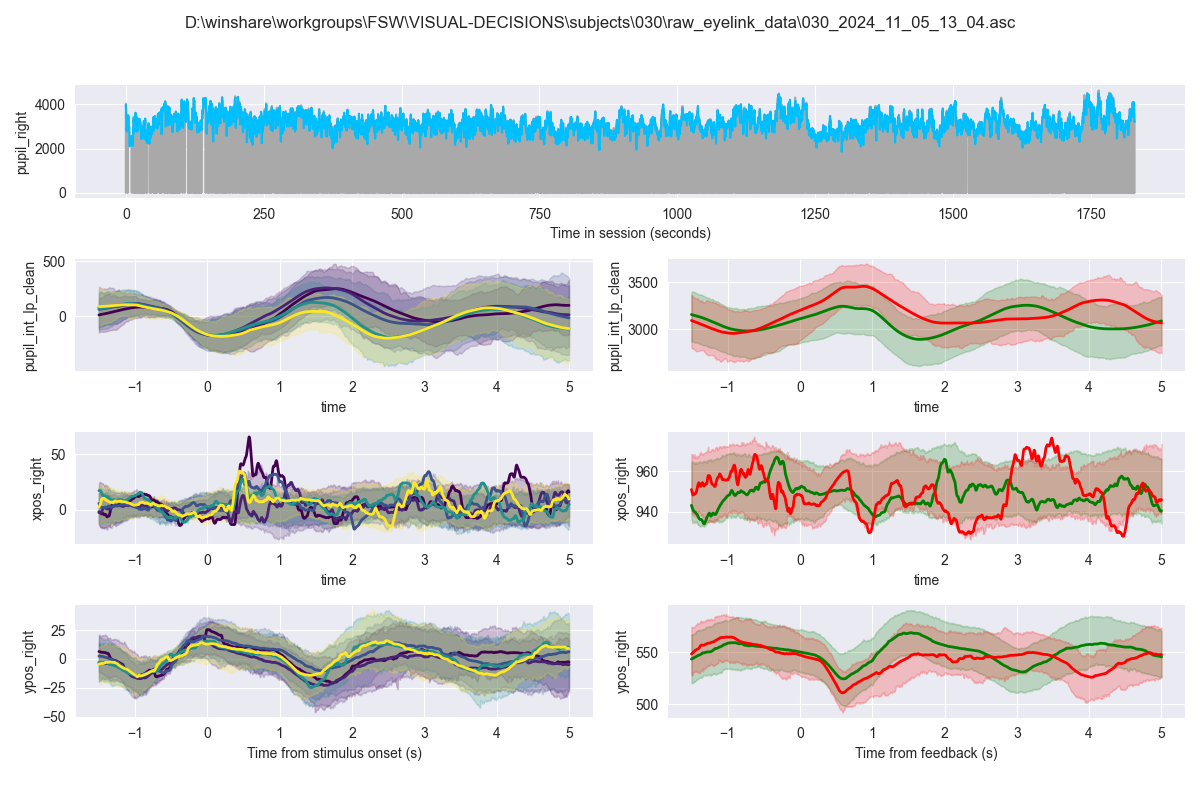 D:\winshare\workgroups\FSW\VISUAL-DECISIONS\subjects\030\raw_eyelink_data\030_2024_11_05_13_04.asc
pupil_right
4000
2000
0
0 250 500 750 1000 1250 1500 1750
Time in session (seconds)
pupil_int_lp_clean
500
0
−1 0 1 2 3 4 5
time
pupil_int_lp_clean
3500
3000
−1 0 1 2 3 4 5
time
xpos_right
50
0
−1 0 1 2 3 4 5
time
xpos_right
960
940
−1 0 1 2 3 4 5
time
ypos_right
25
0
−25
−50
−1 0 1 2 3 4 5
Time from stimulus onset (s)
ypos_right
550
500
−1 0 1 2 3 4 5
Time from feedback (s)